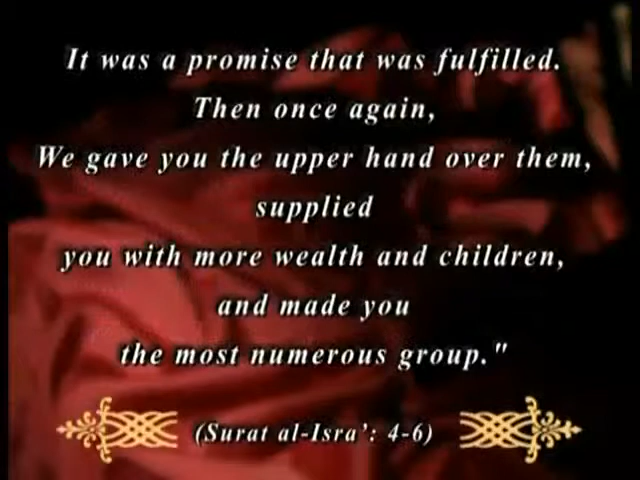 It was a promise that was fulfilled.
Then once again,
We gave you the upper hand over them,
supplied
you with more wealth and children,
and made you
the most numerous group."
(Surat al-Isra': 4-6)